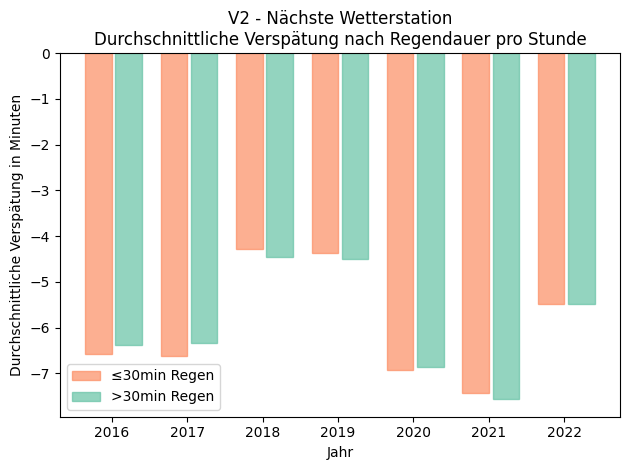 V2 - Nächste Wetterstation
Durchschnittliche Verspätung nach Regendauer pro Stunde
Durchschnittliche Verspätung in Minuten
0
−1
−2
−3
−4
−5
−6
−7
≤30min Regen
>30min Regen
2016 2017 2018 2019 2020 2021 2022
Jahr